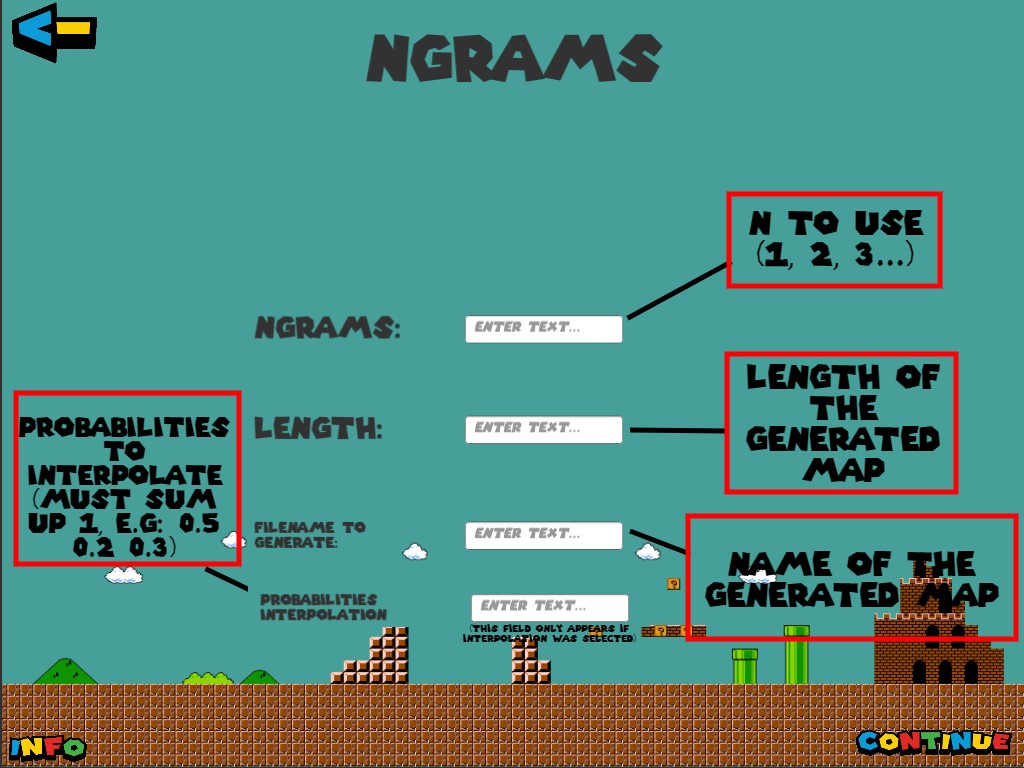 NGRAMS
N TO USE
(1, 2, 3...)
NGRAMS:
ENTER TEXT...
LENGTH OF
THE
GENERATED
MAP
LENGTH:
ENTER TEXT...
PROBABILITIES
TO
INTERPOLATE
(MUST SUM
UP 1, E.G: 0.5
0.2 0.3)
FILENAME TO
GENERATE:
ENTER TEXT...
NAME OF THE
GENERATED MAP
PROBABILITIES
INTERPOLATION
ENTER TEXT...
(THIS FIELD ONLY APPEARS IF
INTERPOLATION WAS SELECTED)
INFO
CONTINUE